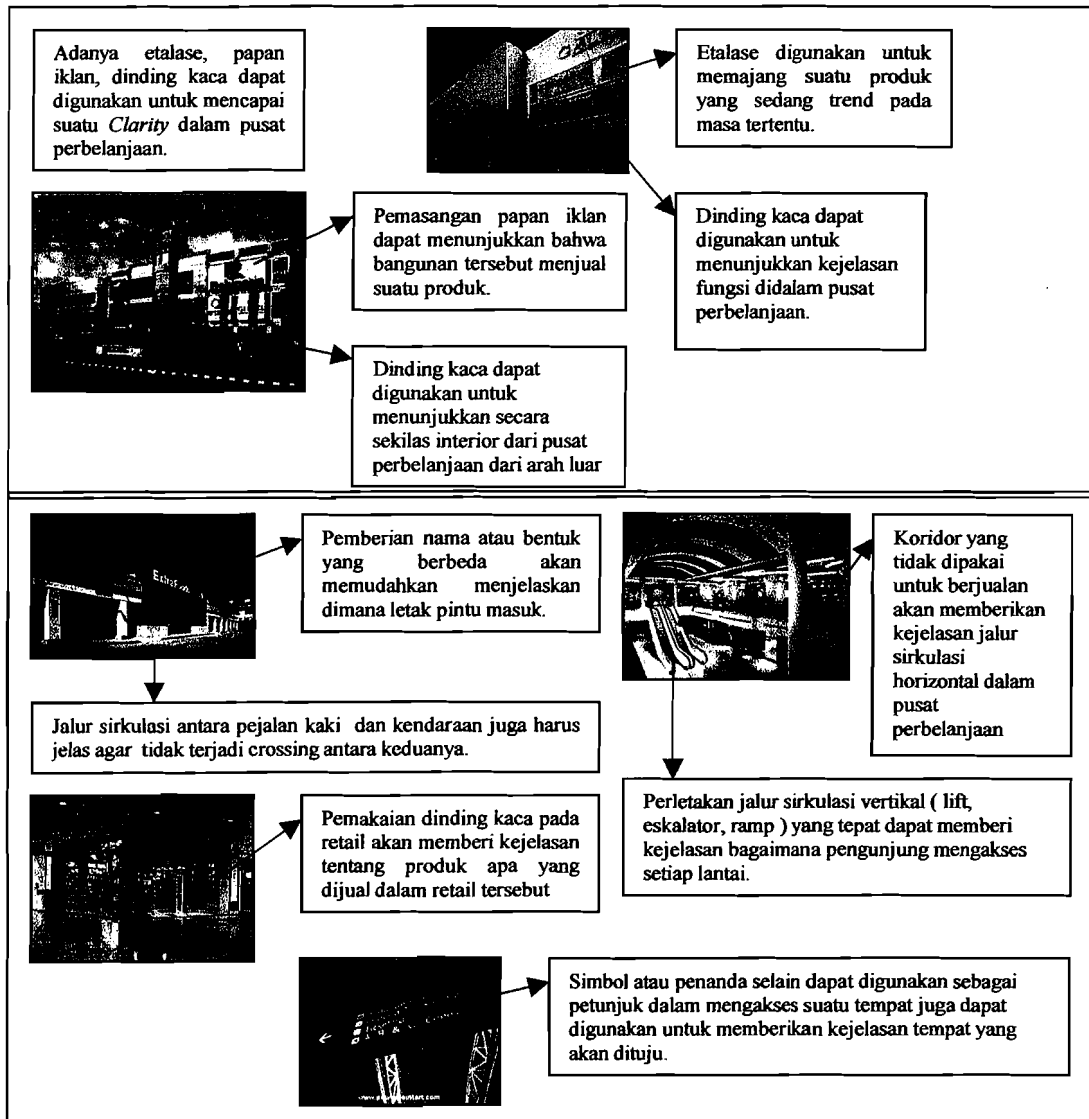 Adanya etalase, papan
iklan, dinding kaca dapat
digunakan untuk mencapai
suatu Clarity dalam pusat
perbelanjaan.
Etalase digunakan untuk
memajang suatu produk
yang sedang trend pada
masa tertentu.
Pemasangan papan iklan
dapat menunjukkan bahwa
bangunan tersebut menjual
suatu produk.
Dinding kaca dapat
digunakan untuk
menunjukkan kejelasan
fungsi didalam pusat
perbelanjaan.
Dinding kaca dapat
digunakan untuk
menunjukkan secara
sekilas interior dari pusat
perbelanjaan dari arah luar
Pemberian nama atau bentuk
yang berbeda akan
memudahkan menjelaskan
dimana letak pintu masuk.
Koridor yang
tidak dipakai
untuk berjualan
akan memberikan
kejelasan jalur
sirkulasi
horizontal dalam
pusat
perbelanjaan
Jalur sirkulasi antara pejalan kaki dan kendaraan juga harus
jelas agar tidak terjadi crossing antara keduanya.
Perletakan jalur sirkulasi vertikal ( lift,
eskalator, ramp ) yang tepat dapat memberi
kejelasan bagaimana pengunjung mengakses
setiap lantai.
Pemakaian dinding kaca pada
retail akan memberi kejelasan
tentang produk apa yang
dijual dalam retail tersebut
Simbol atau penanda selain dapat digunakan sebagai
petunjuk dalam mengakses suatu tempat juga dapat
digunakan untuk memberikan kejelasan tempat yang
akan dituju.